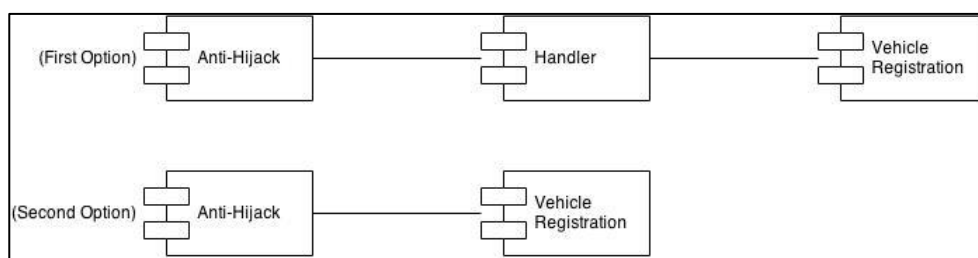 (First Option)
Anti-Hijack
Handler
Vehicle
Registration
(Second Option)
Anti-Hijack
Vehicle
Registration